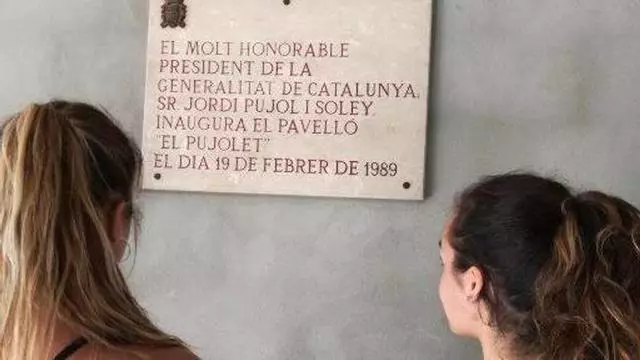 EL MOLT HONORABLE
PRESIDENT DE LA
GENERALITAT DE CATALUNYA,
SR. JORDI PUJOL I SOLEY
INAUGURA EL PAVELLÓ
"EL PUJOLET"
EL DIA 19 DE FEBRER DE 1989